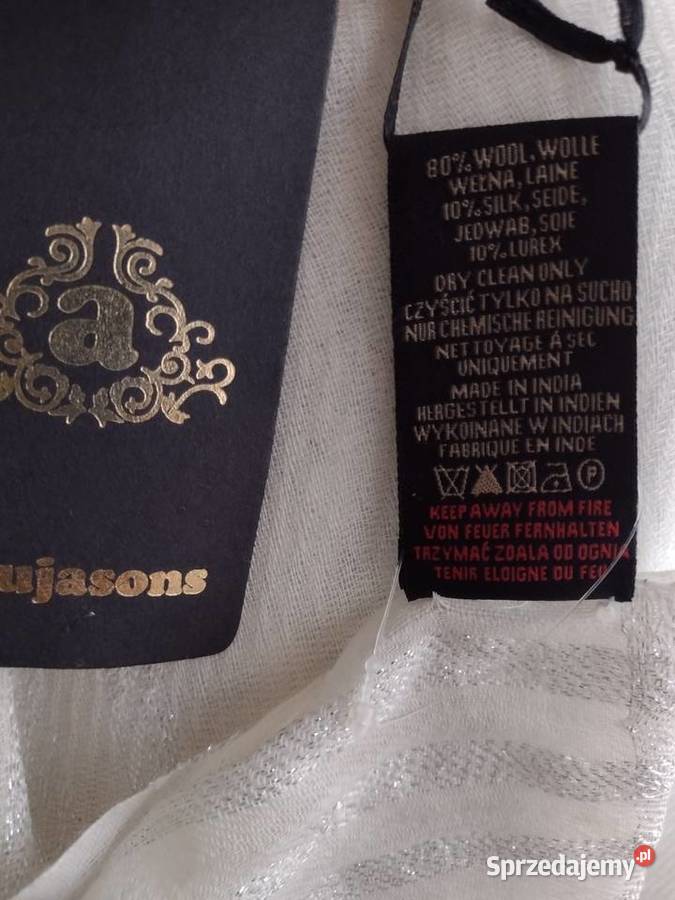 a
ujasons
80% WOOL, WOLLE
WEŁNA, LAINE
10% SILK, SEIDE,
JEDWAB, SOIE
10% LUREX
DRY CLEAN ONLY
CZYŚCIĆ TYLKO NA SUCHO
NUR CHEMISCHE REINIGUNG
NETTOYAGE Á SEC
UNIQUEMENT
MADE IN INDIA
HERGESTELLT IN INDIEN
WYKOINANE W INDIACH
FABRIQUE EN INDE
P
KEEP AWAY FROM FIRE
VON FEUER FERNHALTEN
TRZYMAĆ ZDALA OD OGNIA
TENIR ELOIGNE DU FEU
Sprzedajemy.pl